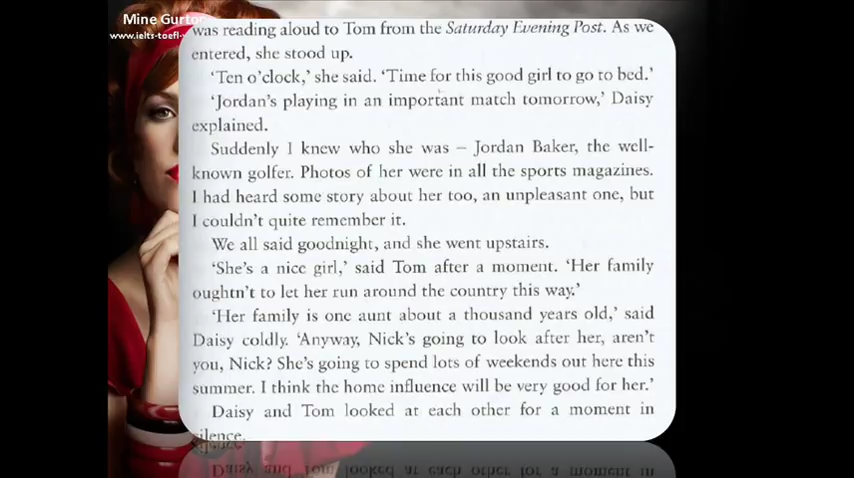 Mine Gurton
www.ielts-toefl-
was reading aloud to Tom from the Saturday Evening Post. As we
entered, she stood up.
‘Ten o’clock,’ she said. ‘Time for this good girl to go to bed.’
‘Jordan’s playing in an important match tomorrow,’ Daisy
explained.
Suddenly I knew who she was – Jordan Baker, the well-
known golfer. Photos of her were in all the sports magazines.
I had heard some story about her too, an unpleasant one, but
I couldn’t quite remember it.
We all said goodnight, and she went upstairs.
‘She’s a nice girl,’ said Tom after a moment. ‘Her family
oughtn’t to let her run around the country this way.’
‘Her family is one aunt about a thousand years old,’ said
Daisy coldly. ‘Anyway, Nick’s going to look after her, aren’t
you, Nick? She’s going to spend lots of weekends out here this
summer. I think the home influence will be very good for her.’
Daisy and Tom looked at each other for a moment in
silence.